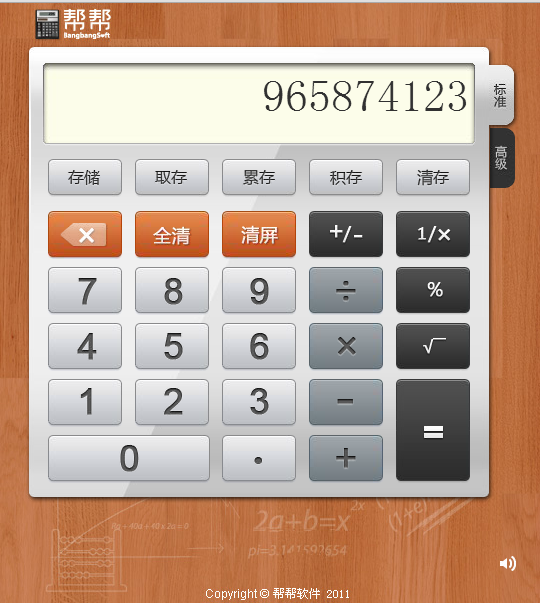 帮帮
BangbangSoft
965874123
标准
高级
存储 取存 累存 积存 清存
全清 清屏 +/- 1/×
7 8 9 ÷ %
4 5 6 × √
1 2 3 - =
0 . +
2a+b=x²ˣ
pi=3.141592654
Copyright © 帮帮软件 2011